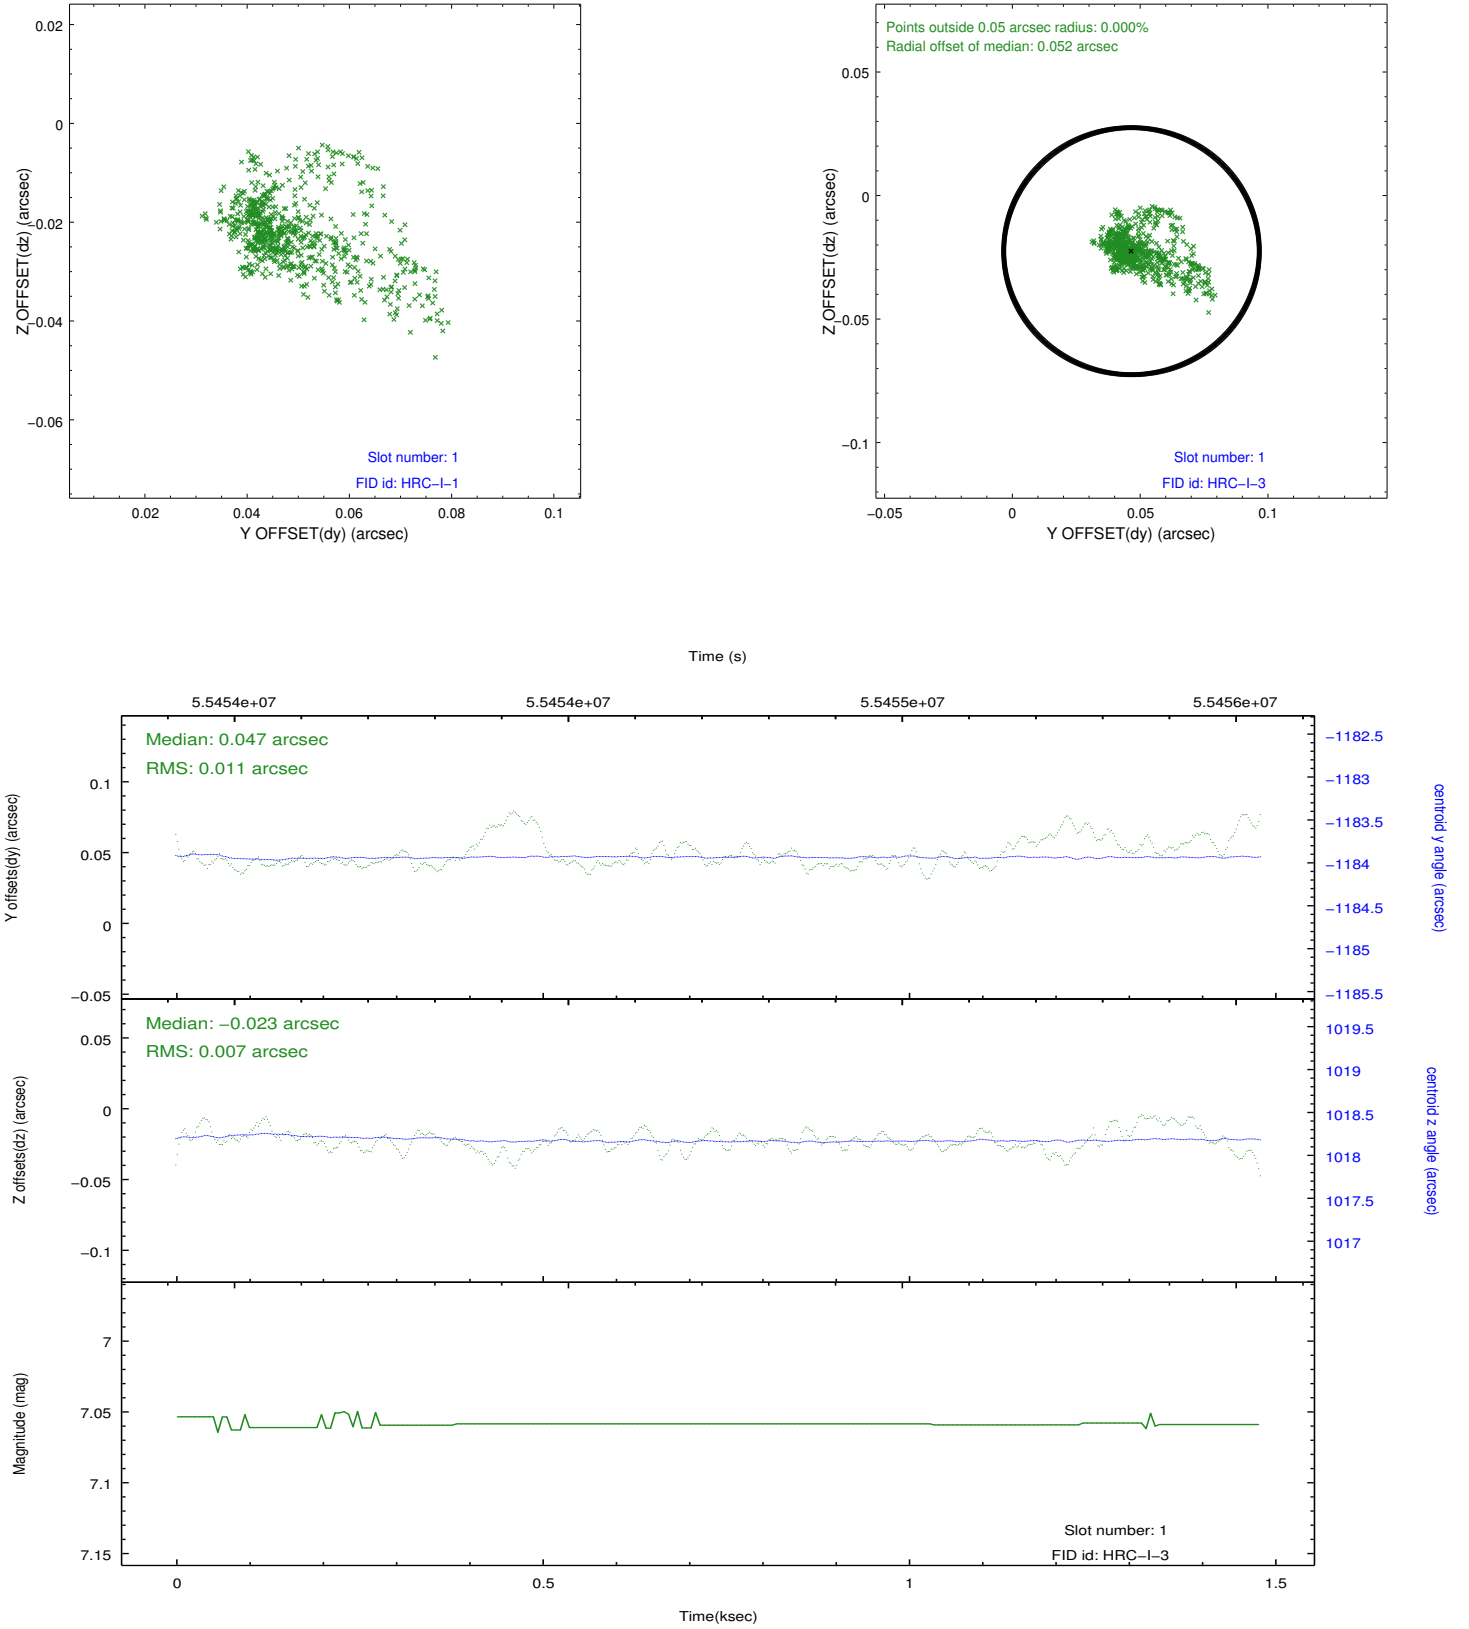 0.02
0
−0.02
−0.04
−0.06
Z OFFSET(dz) (arcsec)
Slot number: 1
FID id: HRC−I−1
0.02
0.04
0.06
0.08
0.1
Y OFFSET(dy) (arcsec)
Points outside 0.05 arcsec radius: 0.000%
Radial offset of median: 0.052 arcsec
0.05
0
−0.05
−0.1
Z OFFSET(dz) (arcsec)
Slot number: 1
FID id: HRC−I−3
−0.05
0
0.05
0.1
Y OFFSET(dy) (arcsec)
Time (s)
5.5454e+07
5.5454e+07
5.5455e+07
5.5456e+07
Median: 0.047 arcsec
RMS: 0.011 arcsec
0.1
0.05
0
−0.05
Y offsets(dy) (arcsec)
−1182.5
−1183
−1183.5
−1184
−1184.5
−1185
−1185.5
centroid y angle (arcsec)
Median: −0.023 arcsec
RMS: 0.007 arcsec
0.05
0
−0.05
−0.1
Z offsets(dz) (arcsec)
1019.5
1019
1018.5
1018
1017.5
1017
centroid z angle (arcsec)
7
7.05
7.1
7.15
Magnitude (mag)
Slot number: 1
FID id: HRC−I−3
0
0.5
1
1.5
Time(ksec)